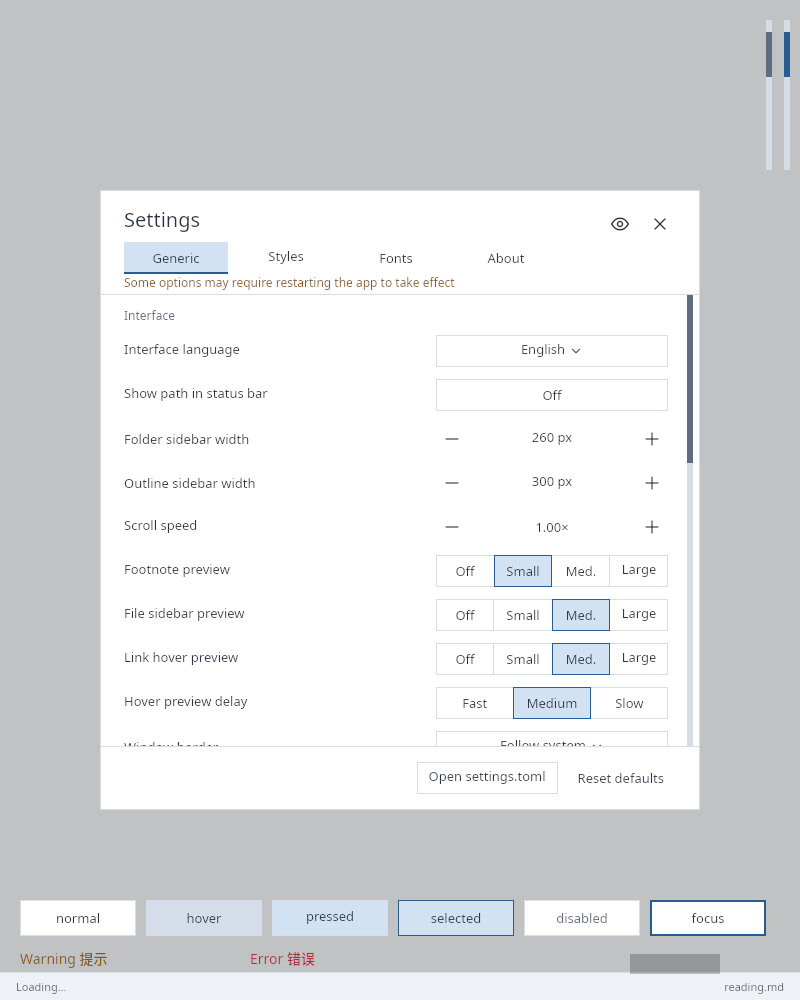 Settings
Generic Styles Fonts About
Some options may require restarting the app to take effect
Interface
Interface language English
Show path in status bar Off
Folder sidebar width 260 px
Outline sidebar width 300 px
Scroll speed 1.00×
Footnote preview Off Small Med. Large
File sidebar preview Off Small Med. Large
Link hover preview Off Small Med. Large
Hover preview delay Fast Medium Slow
Window border Follow system
Open settings.toml Reset defaults
normal hover pressed selected disabled focus
Warning 提示 Error 错误
Loading... reading.md